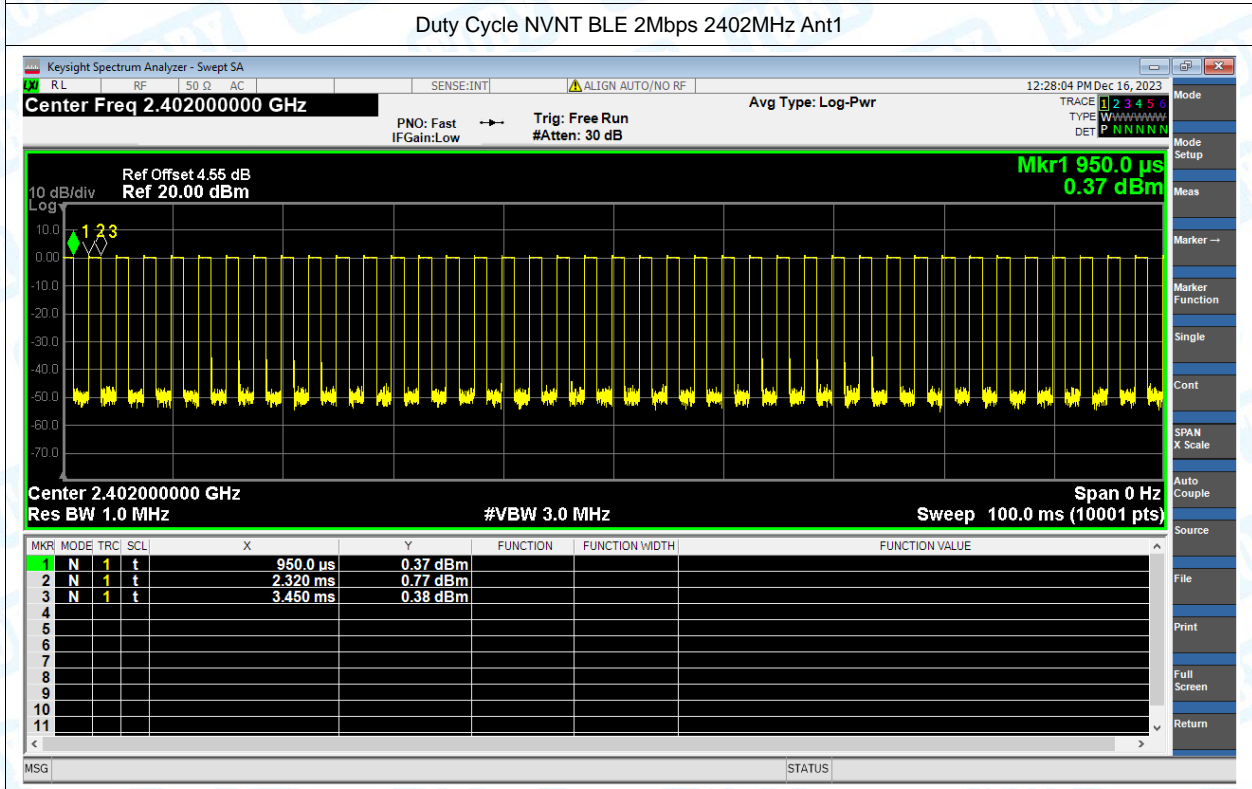 Duty Cycle NVNT BLE 2Mbps 2402MHz Ant1
Keysight Spectrum Analyzer - Swept SA
LXI RL RF 50 Ω AC SENSE:INT ALIGN AUTO/NO RF 12:28:04 PM Dec 16, 2023
Center Freq 2.402000000 GHz Avg Type: Log-Pwr TRACE 1 2 3 4 5 6
PNO: Fast Trig: Free Run TYPE WWWWWW
IFGain:Low #Atten: 30 dB DET P N N N N N
Ref Offset 4.55 dB Mkr1 950.0 µs
10 dB/div Ref 20.00 dBm 0.37 dBm
Log
10.0
1 2 3
0.00
-10.0
-20.0
-30.0
-40.0
-50.0
-60.0
-70.0
Center 2.402000000 GHz Span 0 Hz
Res BW 1.0 MHz #VBW 3.0 MHz Sweep 100.0 ms (10001 pts)
MKR MODE TRC SCL X Y FUNCTION FUNCTION WIDTH FUNCTION VALUE
1 N 1 t 950.0 µs 0.37 dBm
2 N 1 t 2.320 ms 0.77 dBm
3 N 1 t 3.450 ms 0.38 dBm
4
5
6
7
8
9
10
11
MSG STATUS
Mode
Mode Setup
Meas
Marker→
Marker Function
Single
Cont
SPAN X Scale
Auto Couple
Source
File
Print
Full Screen
Return